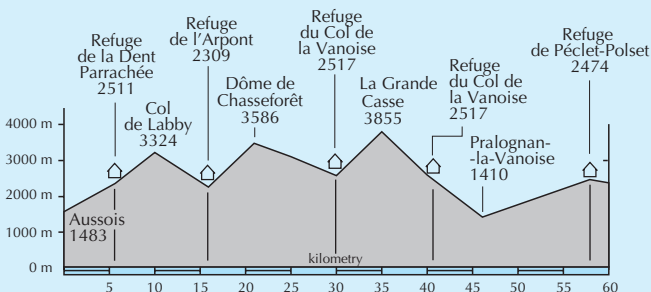 Refuge
de la Dent
Parrachée
2511
Col
de Labby
3324
Refuge
de l'Arpont
2309
Dôme de
Chasseforêt
3586
Refuge
du Col de
la Vanoise
2517
La Grande
Casse
3855
Refuge
du Col de
la Vanoise
2517
Pralognan-
-la-Vanoise
1410
Refuge
de Péclet-Polset
2474
4000 m
3000 m
2000 m
1000 m
0 m
Aussois
1483
kilometry
5 10 15 20 25 30 35 40 45 50 55 60